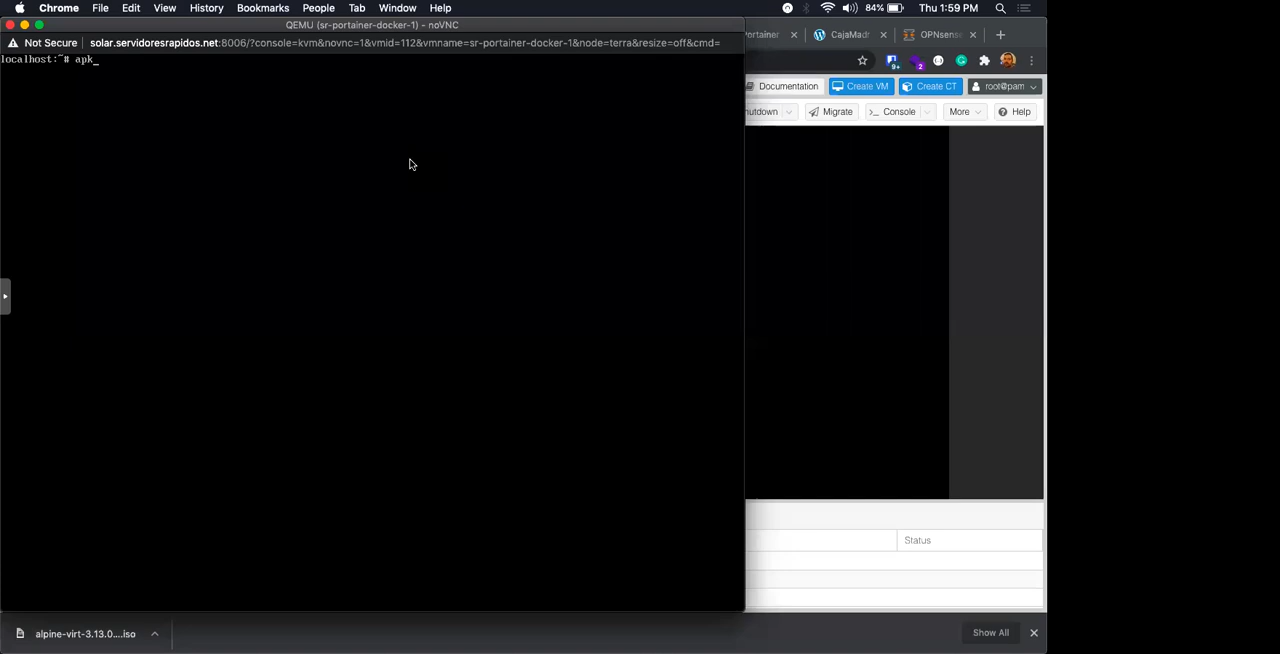 Chrome File Edit View History Bookmarks People Tab Window Help 84% Thu 1:59 PM
QEMU (sr-portainer-docker-1) - noVNC
ortainer CajaMadr OPNsens
Not Secure solar.servidoresrapidos.net:8006/?console=kvm&novnc=1&vmid=112&vmname=sr-portainer-docker-1&node=terra&resize=off&cmd=
9+ 2
localhost:~# apk_
Documentation Create VM Create CT root@pam
hutdown Migrate >_ Console More Help
Status
alpine-virt-3.13.0....iso Show All